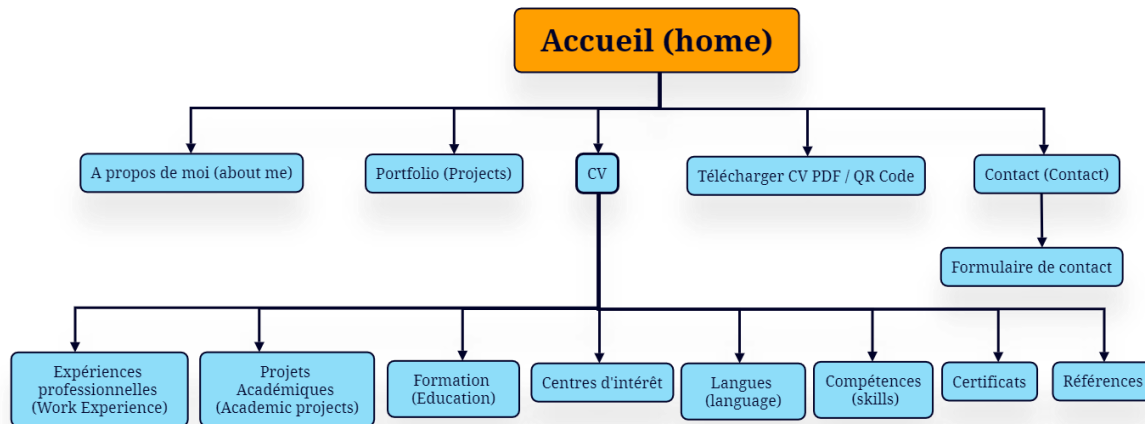 Accueil (home)
A propos de moi (about me)
Portfolio (Projects)
CV
Télécharger CV PDF / QR Code
Contact (Contact)
Formulaire de contact
Expériences
professionnelles
(Work Experience)
Projets
Académiques
(Academic projects)
Formation
(Education)
Centres d'intérêt
Langues
(language)
Compétences
(skills)
Certificats
Références